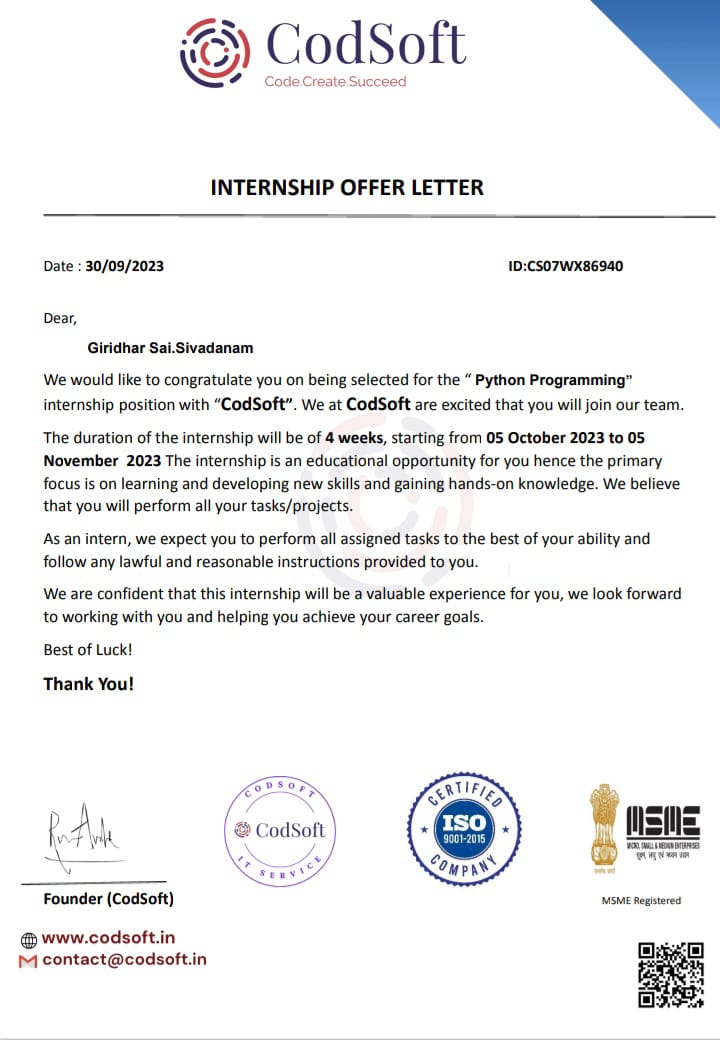 CodSoft
Code.Create.Succeed
INTERNSHIP OFFER LETTER
Date : 30/09/2023 ID:CS07WX86940
Dear,
Giridhar Sai.Sivadanam
We would like to congratulate you on being selected for the “ Python Programming”
internship position with “CodSoft”. We at CodSoft are excited that you will join our team.
The duration of the internship will be of 4 weeks, starting from 05 October 2023 to 05
November 2023 The internship is an educational opportunity for you hence the primary
focus is on learning and developing new skills and gaining hands-on knowledge. We believe
that you will perform all your tasks/projects.
As an intern, we expect you to perform all assigned tasks to the best of your ability and
follow any lawful and reasonable instructions provided to you.
We are confident that this internship will be a valuable experience for you, we look forward
to working with you and helping you achieve your career goals.
Best of Luck!
Thank You!
CODSOFT
CodSoft
IT SERVICE
CERTIFIED
ISO
9001-2015
COMPANY
MSME
MICRO, SMALL & MEDIUM ENTERPRISES
सूक्ष्म, लघु एवं मध्यम उद्यम
सत्यमेव जयते
Founder (CodSoft)
MSME Registered
www.codsoft.in
contact@codsoft.in